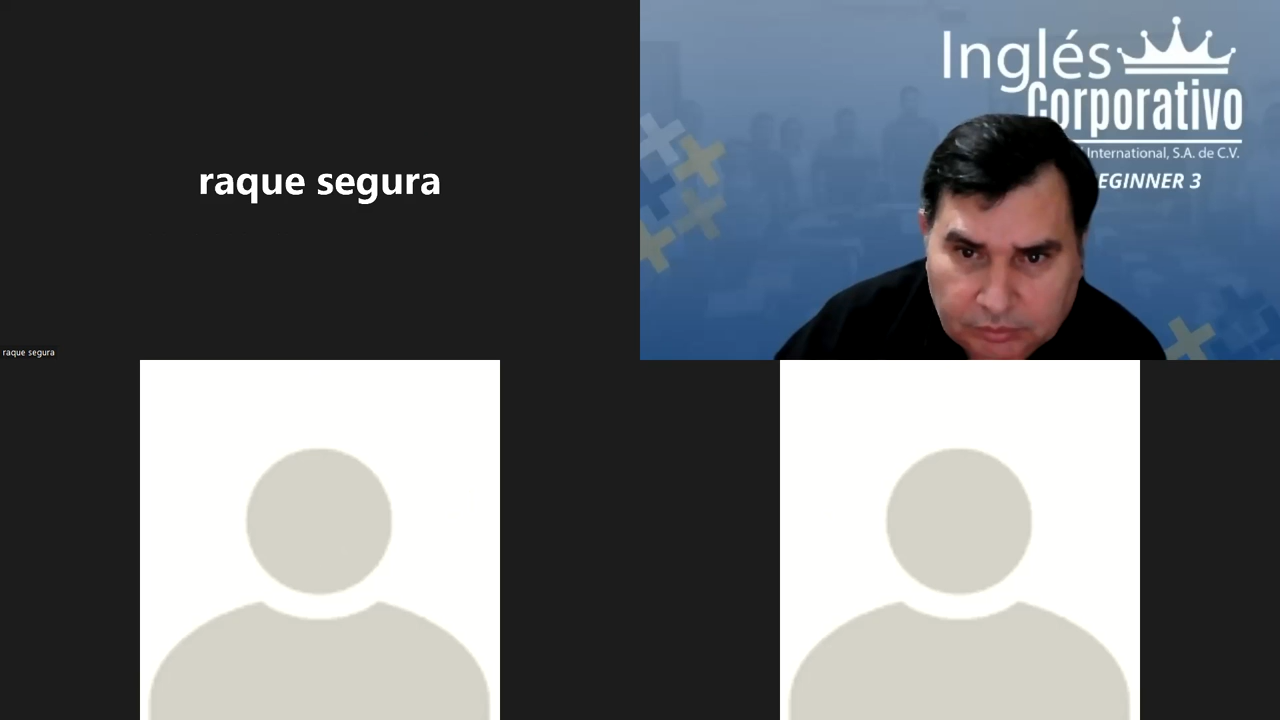 raque segura
Inglés
Corporativo
International, S.A. de C.V.
EGINNER 3
raque segura